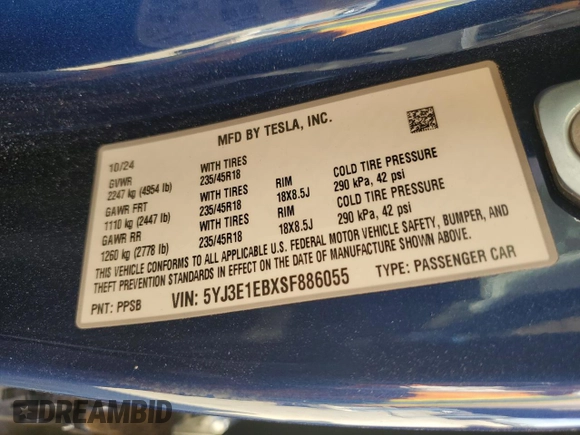 MFD BY TESLA, INC.
10/24
GVWR WITH TIRES
2247 kg (4954 lb) 235/45R18 RIM COLD TIRE PRESSURE
GAWR FRT WITH TIRES 18X8.5J 290 kPa, 42 psi
1110 kg (2447 lb) 235/45R18 RIM COLD TIRE PRESSURE
GAWR RR WITH TIRES 18X8.5J 290 kPa, 42 psi
1260 kg (2778 lb) 235/45R18
THIS VEHICLE CONFORMS TO ALL APPLICABLE U.S. FEDERAL MOTOR VEHICLE SAFETY, BUMPER, AND
THEFT PREVENTION STANDARDS IN EFFECT ON THE DATE OF MANUFACTURE SHOWN ABOVE.
PNT: PPSB VIN: 5YJ3E1EBXSF886055 TYPE: PASSENGER CAR
DREAMBID